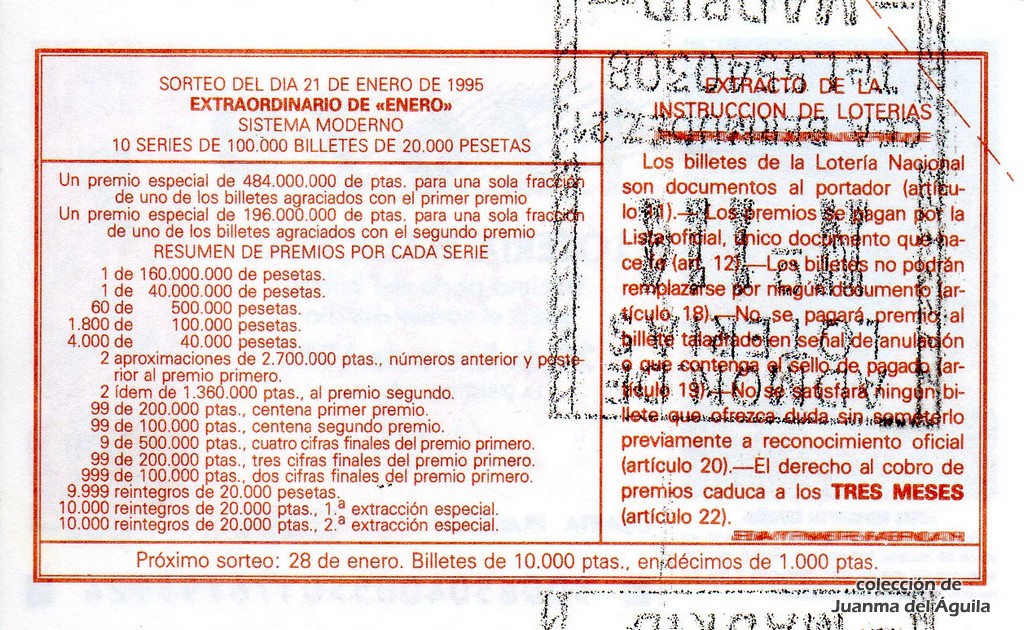 SORTEO DEL DIA 21 DE ENERO DE 1995
EXTRAORDINARIO DE «ENERO»
SISTEMA MODERNO
10 SERIES DE 100.000 BILLETES DE 20.000 PESETAS
Un premio especial de 484.000.000 de ptas. para una sola fracción
de uno de los billetes agraciados con el primer premio
Un premio especial de 196.000.000 de ptas. para una sola fracción
de uno de los billetes agraciados con el segundo premio
RESUMEN DE PREMIOS POR CADA SERIE
1 de 160.000.000 de pesetas.
1 de 40.000.000 de pesetas.
60 de 500.000 pesetas.
1.800 de 100.000 pesetas.
4.000 de 40.000 pesetas.
2 aproximaciones de 2.700.000 ptas., números anterior y poste-
rior al premio primero.
2 ídem de 1.360.000 ptas., al premio segundo.
99 de 200.000 ptas., centena primer premio.
99 de 100.000 ptas., centena segundo premio.
9 de 500.000 ptas., cuatro cifras finales del premio primero.
99 de 200.000 ptas., tres cifras finales del premio primero.
999 de 100.000 ptas., dos cifras finales del premio primero.
9.999 reintegros de 20.000 pesetas.
10.000 reintegros de 20.000 ptas., 1.ª extracción especial.
10.000 reintegros de 20.000 ptas., 2.ª extracción especial.
EXTRACTO DE LA
INSTRUCCION DE LOTERIAS
Los billetes de la Lotería Nacional
son documentos al portador (artícu-
lo 11).—Los premios se pagan por la
Lista oficial, único documento que ha-
ce fe (art. 12).—Los billetes no podrán
remplazarse por ningún documento (ar-
tículo 18).—No se pagará premio al
billete taladrado en señal de anulación
o que contenga el sello de pagado (ar-
tículo 19).—No se satisfará ningún bi-
llete que ofrezca duda sin someterlo
previamente a reconocimiento oficial
(artículo 20).—El derecho al cobro de
premios caduca a los TRES MESES
(artículo 22).
Próximo sorteo: 28 de enero. Billetes de 10.000 ptas., en décimos de 1.000 ptas.
MADRID
LOTERIAS
MADRID
colección de
Juanma del Águila